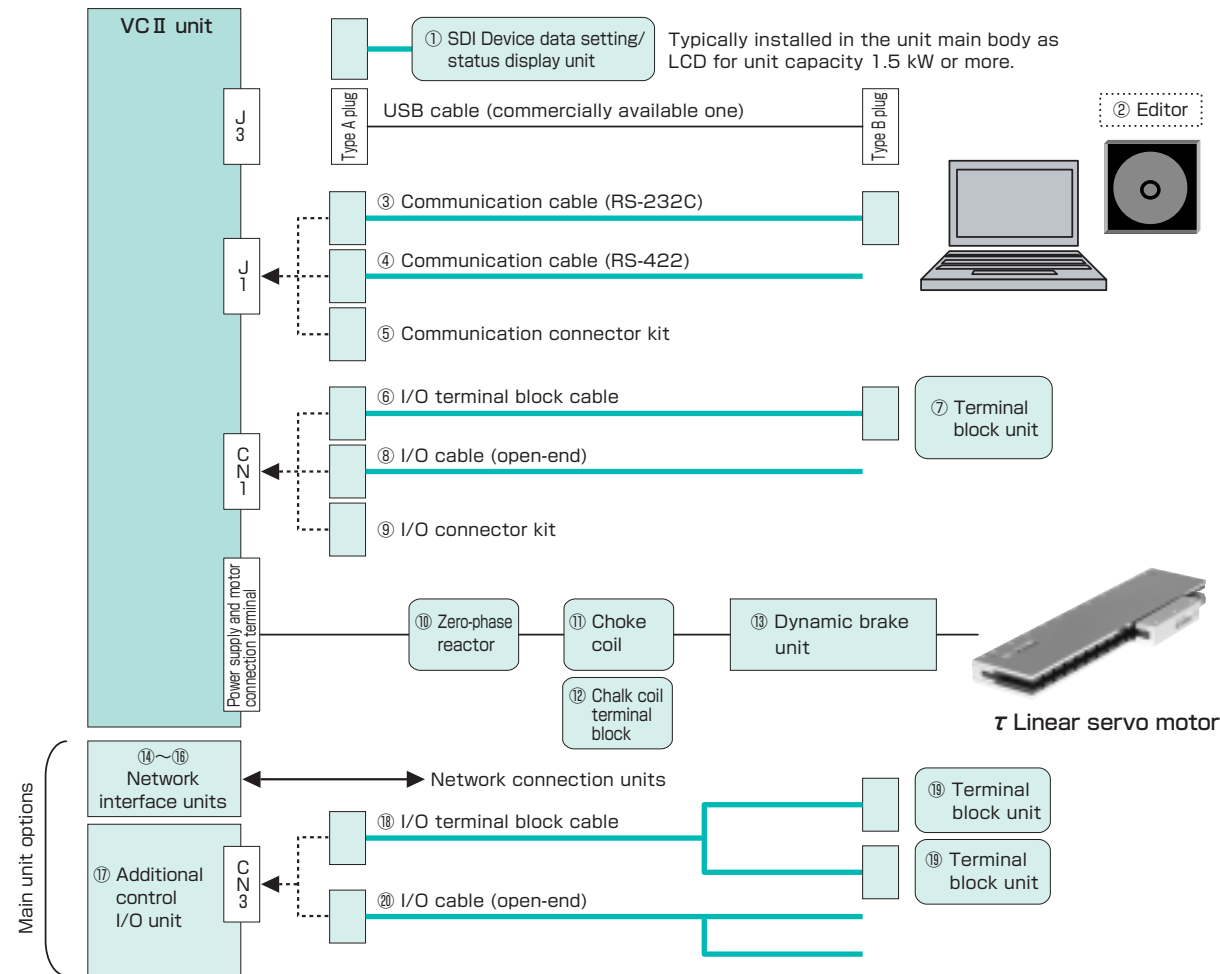 VCⅡ unit
① SDI Device data setting/
status display unit
Typically installed in the unit main body as
LCD for unit capacity 1.5 kW or more.
J3
Type A plug
USB cable (commercially available one)
Type B plug
② Editor
③ Communication cable (RS-232C)
J1
④ Communication cable (RS-422)
⑤ Communication connector kit
⑥ I/O terminal block cable
⑦ Terminal
block unit
CN1
⑧ I/O cable (open-end)
⑨ I/O connector kit
Power supply and motor
connection terminal
⑩ Zero-phase
reactor
⑪ Choke
coil
⑬ Dynamic brake
unit
⑫ Chalk coil
terminal
block
τ Linear servo motor
Main unit options
⑭～⑯
Network
interface units
Network connection units
⑰ Additional
control
I/O unit
CN3
⑱ I/O terminal block cable
⑲ Terminal
block unit
⑲ Terminal
block unit
⑳ I/O cable (open-end)